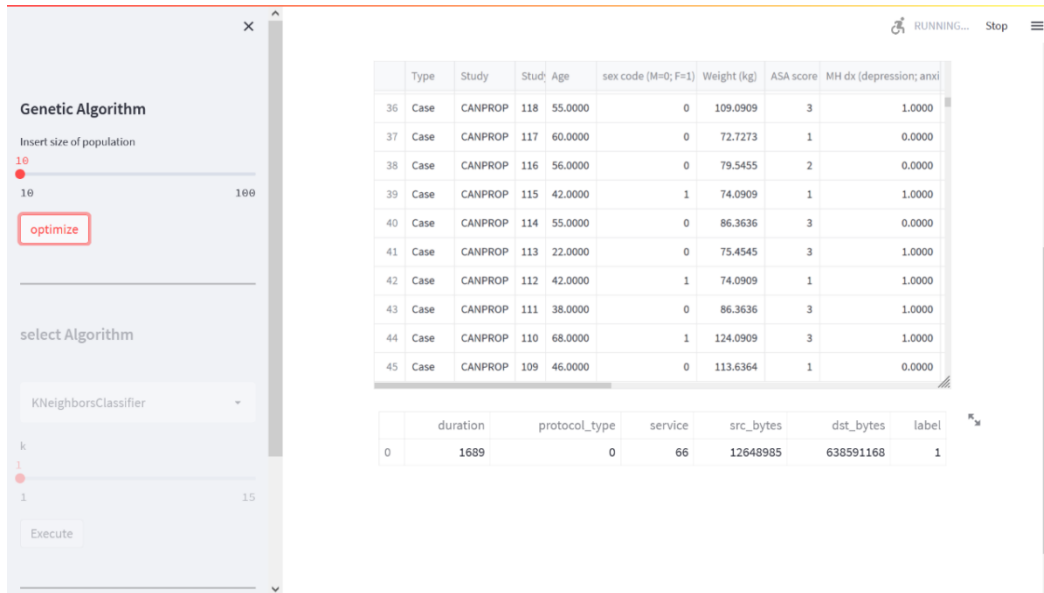 ×
RUNNING...
Stop
Genetic Algorithm
Insert size of population
10
10 100
optimize
select Algorithm
KNeighborsClassifier
k
1
1 15
Execute
Type Study Stud Age sex code (M=0; F=1) Weight (kg) ASA score MH dx (depression; anxi
36 Case CANPROP 118 55.0000 0 109.0909 3 1.0000
37 Case CANPROP 117 60.0000 0 72.7273 1 0.0000
38 Case CANPROP 116 56.0000 0 79.5455 2 0.0000
39 Case CANPROP 115 42.0000 1 74.0909 1 1.0000
40 Case CANPROP 114 55.0000 0 86.3636 3 0.0000
41 Case CANPROP 113 22.0000 0 75.4545 3 1.0000
42 Case CANPROP 112 42.0000 1 74.0909 1 1.0000
43 Case CANPROP 111 38.0000 0 86.3636 3 1.0000
44 Case CANPROP 110 68.0000 1 124.0909 3 1.0000
45 Case CANPROP 109 46.0000 0 113.6364 1 0.0000
duration protocol_type service src_bytes dst_bytes label
0 1689 0 66 12648985 638591168 1